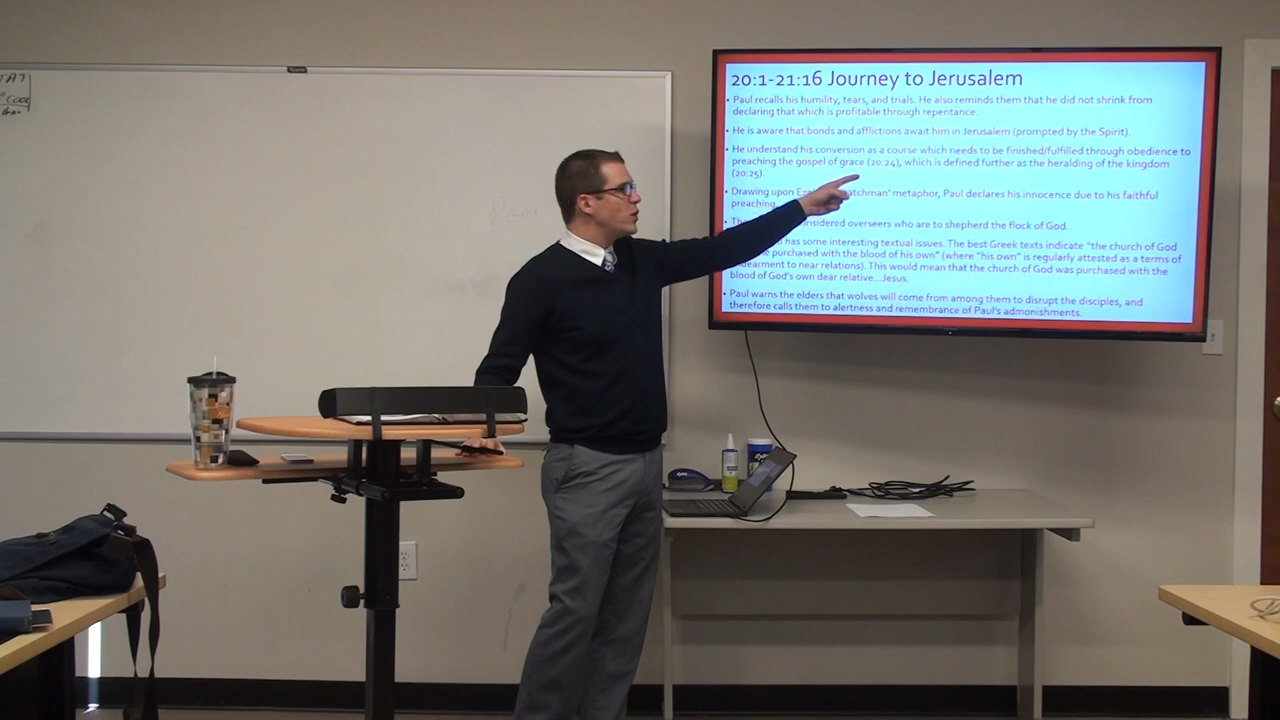 20:1-21:16 Journey to Jerusalem
• Paul recalls his humility, tears, and trials. He also reminds them that he did not shrink from
declaring that which is profitable through repentance.
• He is aware that bonds and afflictions await him in Jerusalem (prompted by the Spirit).
• He understand his conversion as a course which needs to be finished/fulfilled through obedience to
preaching the gospel of grace (20:24), which is defined further as the heralding of the kingdom
(20:25).
• Drawing upon atchman' metaphor, Paul declares his innocence due to his faithful
preaching
• considered overseers who are to shepherd the flock of God.
has some interesting textual issues. The best Greek texts indicate "the church of God
purchased with the blood of his own" (where "his own" is regularly attested as a terms of
dearment to near relations). This would mean that the church of God was purchased with the
blood of God's own dear relative....Jesus.
• Paul warns the elders that wolves will come from among them to disrupt the disciples, and
therefore calls them to alertness and remembrance of Paul's admonishments.